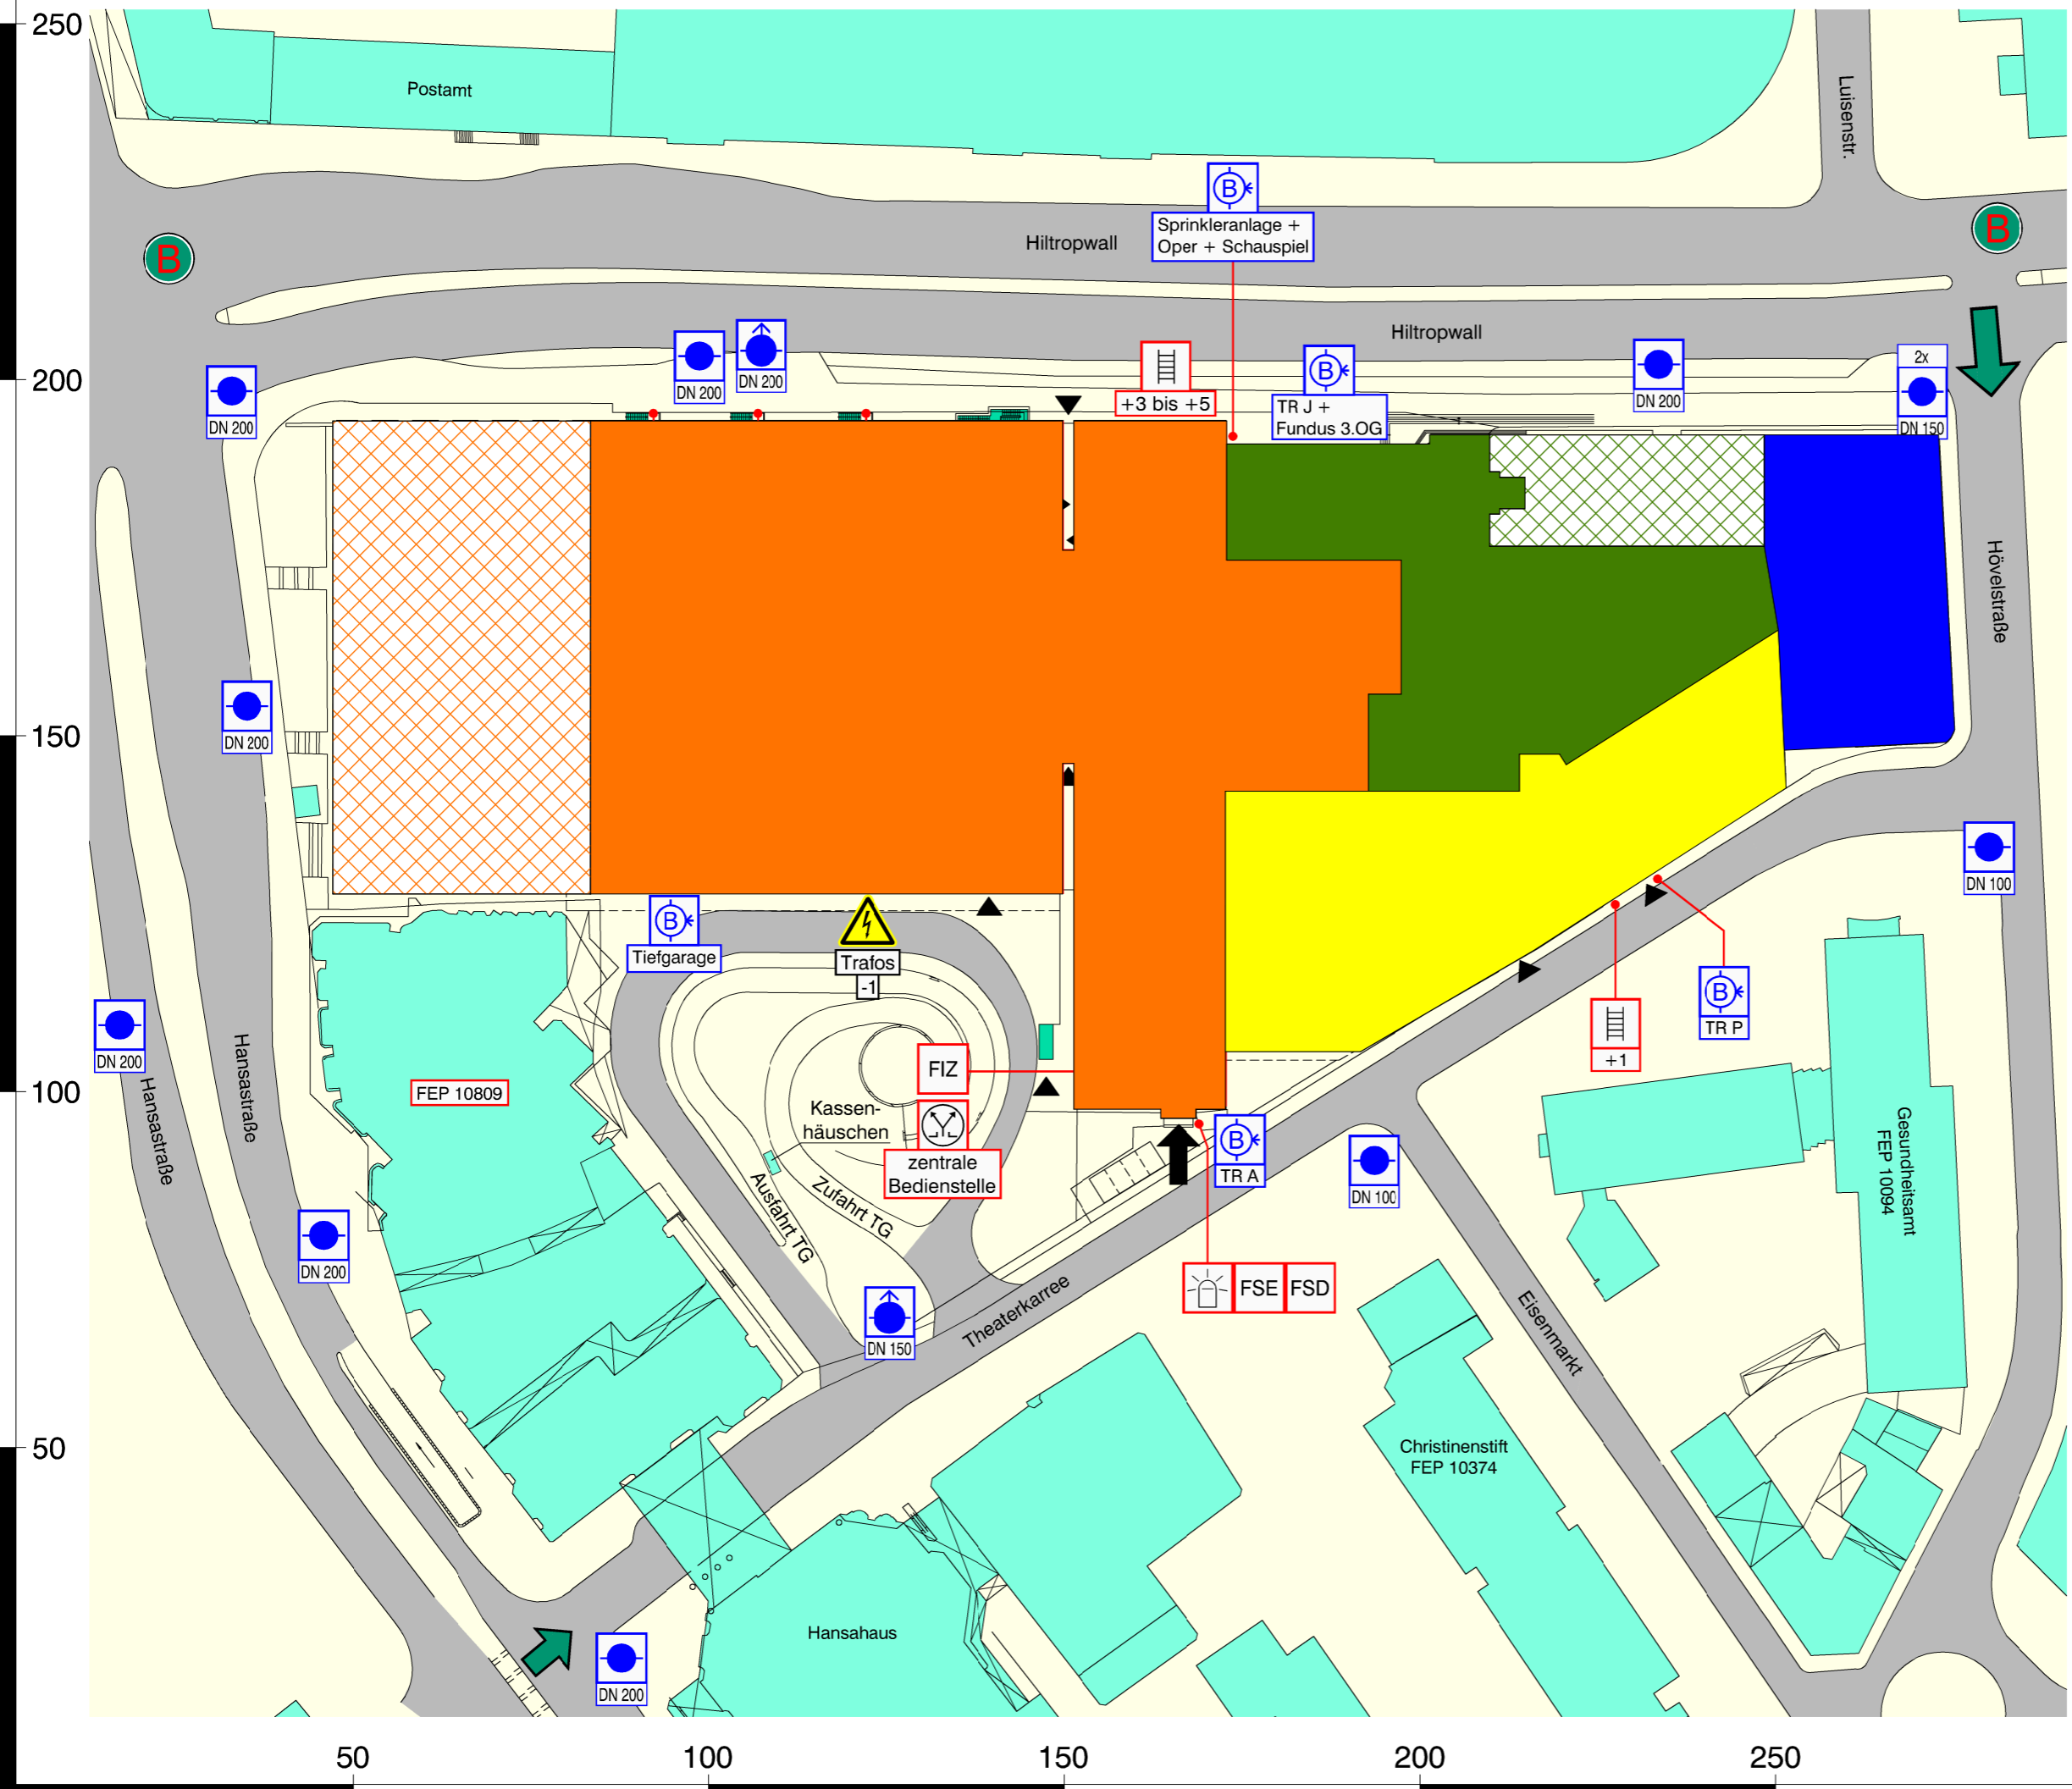 250
Postamt
Luisenstr.
B
Sprinkleranlage +
Oper + Schauspiel
Hiltropwall
B
B
Hiltropwall
200
DN 200
DN 200
DN 200
+3 bis +5
B
TR J +
Fundus 3.OG
DN 200
2x
DN 150
Hövelstraße
150
DN 200
DN 100
B
Tiefgarage
Trafos
-1
B
TR P
+1
DN 200
Hansastraße
Hansastraße
100
FEP 10809
FIZ
Kassen-
häuschen
zentrale
Bedienstelle
B
TR A
DN 100
Gesundheitsamt
FEP 10094
Ausfahrt TG
Zufahrt TG
DN 200
FSE
FSD
DN 150
Theaterkarree
Eisenmarkt
50
Christinenstift
FEP 10374
Hansahaus
DN 200
50
100
150
200
250